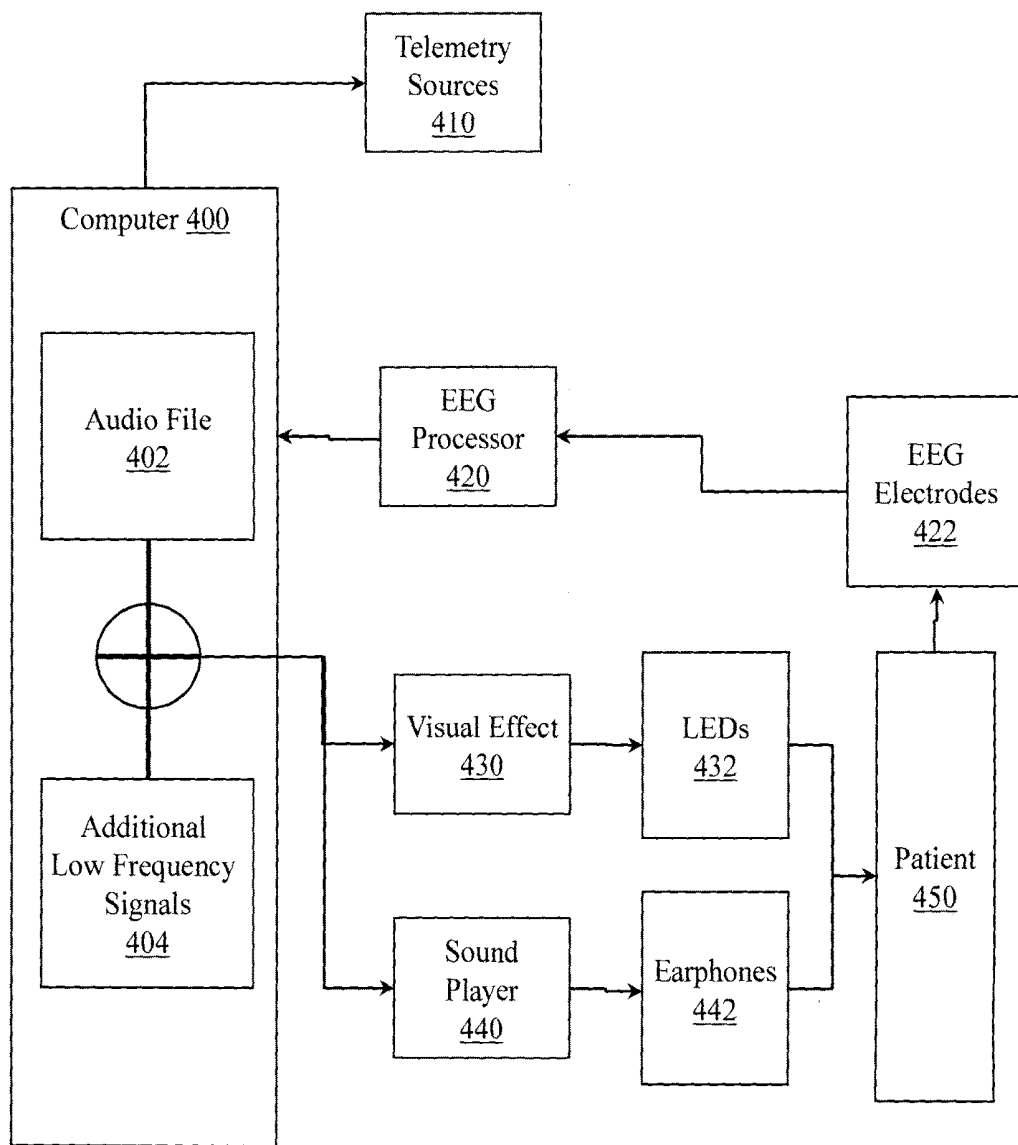 Telemetry
Sources
410
Computer 400
Audio File
402
EEG
Processor
420
EEG
Electrodes
422
Visual Effect
430
LEDs
432
Additional
Low Frequency
Signals
404
Sound
Player
440
Earphones
442
Patient
450